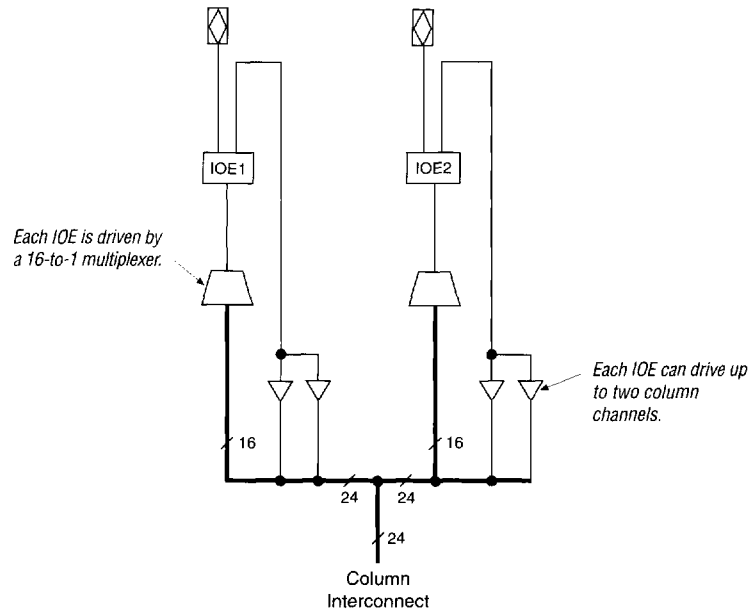 IOE1
IOE2
Each IOE is driven by
a 16-to-1 multiplexer.
Each IOE can drive up
to two column
channels.
16
16
24
24
24
Column
Interconnect